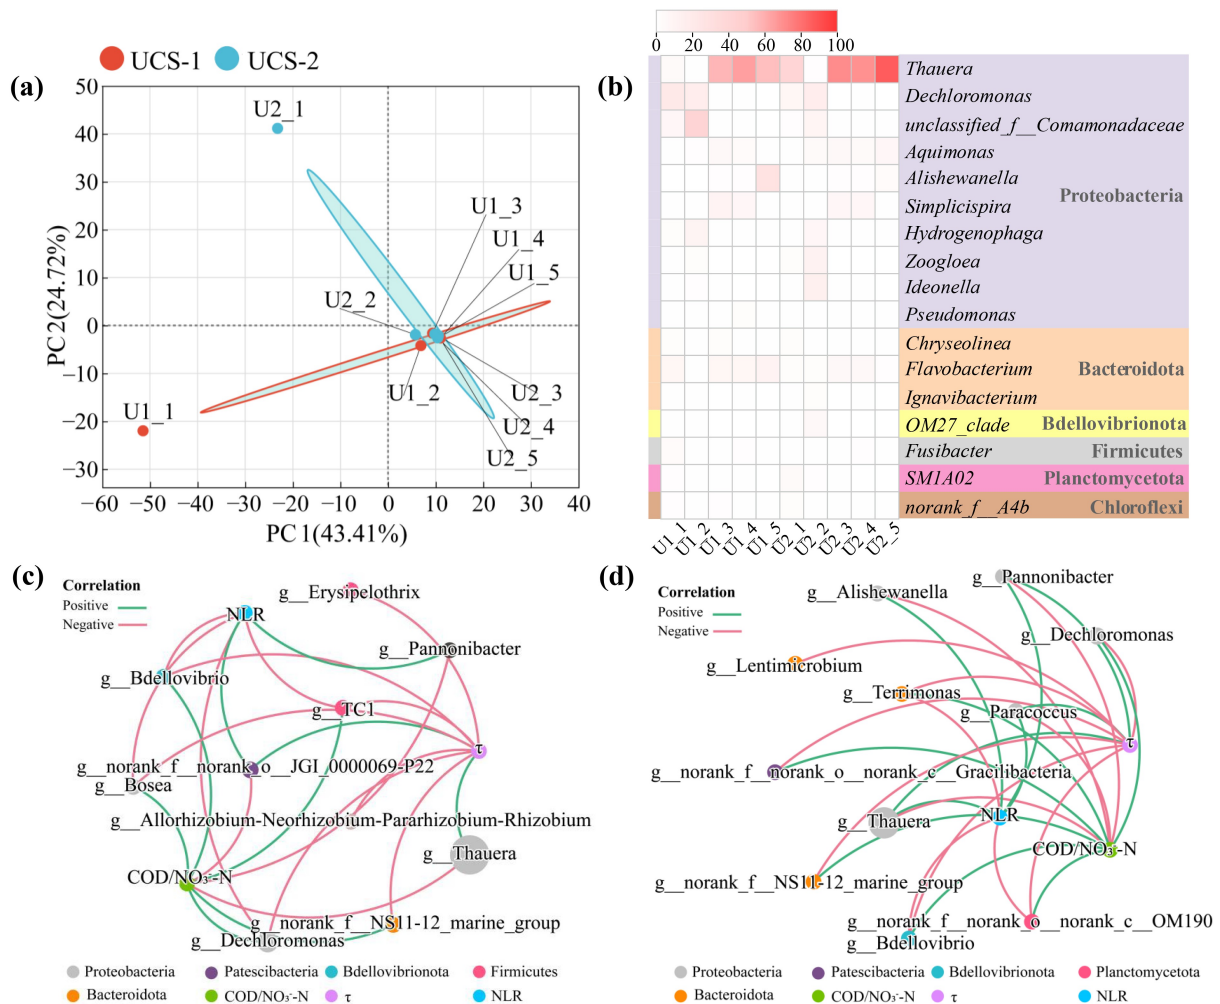 (a)
UCS-1 UCS-2
50
40
30
20
10
0
−10
−20
−30
−60 −50 −40 −30 −20 −10 0 10 20 30 40
PC1(43.41%)
PC2(24.72%)
U2_1
U1_3
U1_4
U1_5
U2_2
U1_2
U2_3
U2_4
U2_5
U1_1
(b)
0 20 40 60 80 100
Thauera
Dechloromonas
unclassified_f__Comamonadaceae
Aquimonas
Alishewanella
Simplicispira
Hydrogenophaga
Zoogloea
Ideonella
Pseudomonas
Proteobacteria
Chryseolinea
Flavobacterium Bacteroidota
Ignavibacterium
OM27_clade Bdellovibrionota
Fusibacter Firmicutes
SM1A02 Planctomycetota
norank_f__A4b Chloroflexi
U1_1 U1_2 U1_3 U1_4 U1_5 U2_1 U2_2 U2_3 U2_4 U2_5
(c)
Correlation
Positive
Negative
g__Erysipelothrix
NLR
g__Pannonibacter
g__Bdellovibrio
g__TC1
τ
g__norank_f__norank_o__JGI_0000069-P22
g__Bosea
g__Allorhizobium-Neorhizobium-Pararhizobium-Rhizobium
g__Thauera
COD/NO₃⁻-N
g__norank_f__NS11-12_marine_group
g__Dechloromonas
Proteobacteria Patescibacteria Bdellovibrionota Firmicutes
Bacteroidota COD/NO₃⁻-N τ NLR
(d)
Correlation
Positive
Negative
g__Pannonibacter
g__Alishewanella
g__Dechloromonas
g__Lentimicrobium
g__Terrimonas
g__Paracoccus
τ
g__norank_f__norank_o__norank_c__Gracilibacteria
g__Thauera
NLR
COD/NO₃⁻-N
g__norank_f__NS11-12_marine_group
g__norank_f__norank_o__norank_c__OM190
g__Bdellovibrio
Proteobacteria Patescibacteria Bdellovibrionota Planctomycetota
Bacteroidota COD/NO₃⁻-N τ NLR